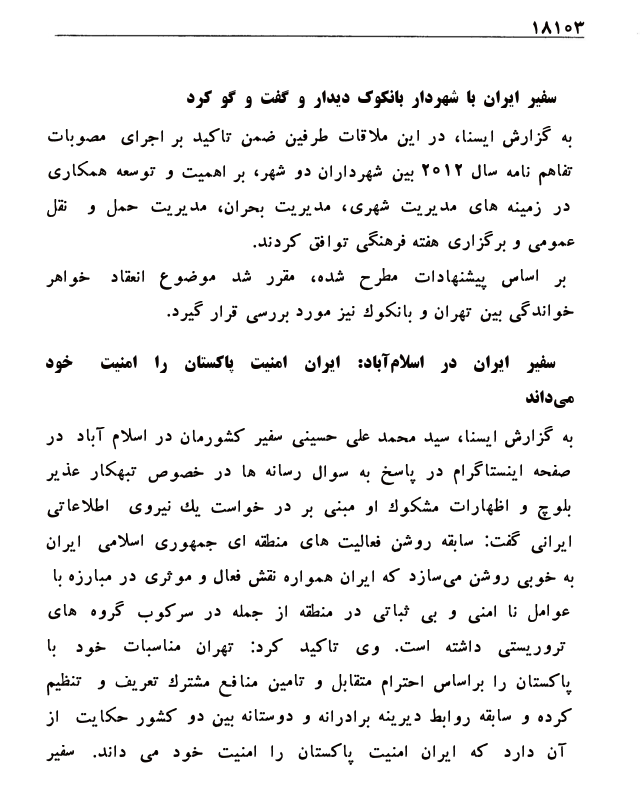 ۱۸۱۰۳
سفیر ایران با شهردار بانکوک دیدار و گفت و گو کرد
به گزارش ایسنا، در این ملاقات طرفین ضمن تاکید بر اجرای مصوبات
تفاهم نامه سال ۲۰۱۲ بین شهرداران دو شهر، بر اهمیت و توسعه همکاری
در زمینه های مدیریت شهری، مدیریت بحران، مدیریت حمل و نقل
عمومی و برگزاری هفته فرهنگی توافق کردند.
بر اساس پیشنهادات مطرح شده، مقرر شد موضوع انعقاد خواهر
خواندگی بین تهران و بانکوك نیز مورد بررسی قرار گیرد.
سفیر ایران در اسلام‌آباد: ایران امنیت پاکستان را امنیت خود
می‌داند
به گزارش ایسنا، سید محمد علی حسینی سفیر کشورمان در اسلام آباد در
صفحه اینستاگرام در پاسخ به سوال رسانه ها در خصوص تبهکار عذیر
بلوچ و اظهارات مشکوك او مبنی بر در خواست یك نیروی اطلاعاتی
ایرانی گفت: سابقه روشن فعالیت های منطقه ای جمهوری اسلامی ایران
به خوبی روشن می‌سازد که ایران همواره نقش فعال و موثری در مبارزه با
عوامل نا امنی و بی ثباتی در منطقه از جمله در سرکوب گروه های
تروریستی داشته است. وی تاکید کرد: تهران مناسبات خود با
پاکستان را براساس احترام متقابل و تامین منافع مشترك تعریف و تنظیم
کرده و سابقه روابط دیرینه برادرانه و دوستانه بین دو کشور حکایت از
آن دارد که ایران امنیت پاکستان را امنیت خود می داند. سفیر